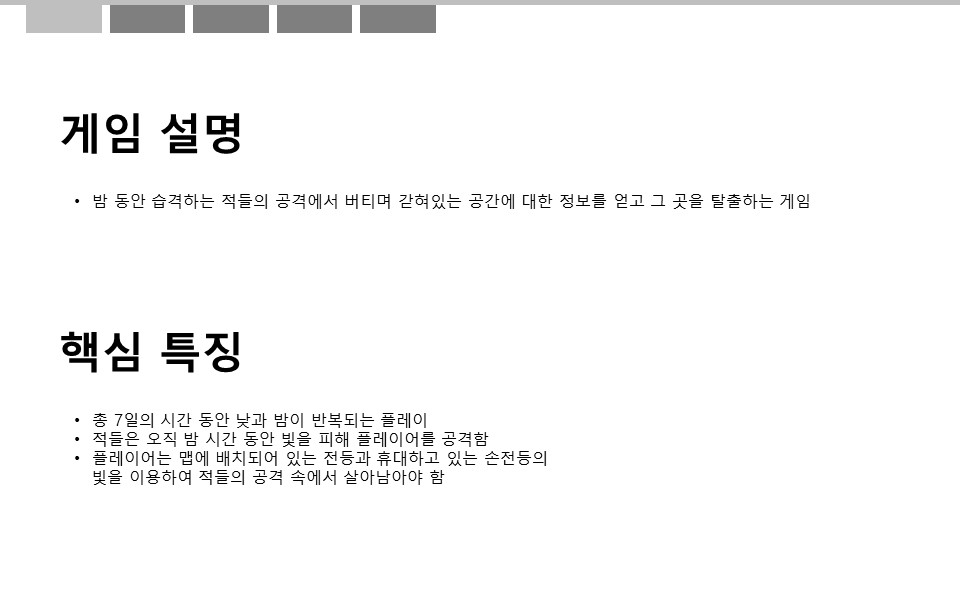 게임 설명
• 밤 동안 습격하는 적들의 공격에서 버티며 갇혀있는 공간에 대한 정보를 얻고 그 곳을 탈출하는 게임
핵심 특징
• 총 7일의 시간 동안 낮과 밤이 반복되는 플레이
• 적들은 오직 밤 시간 동안 빛을 피해 플레이어를 공격함
• 플레이어는 맵에 배치되어 있는 전등과 휴대하고 있는 손전등의
빛을 이용하여 적들의 공격 속에서 살아남아야 함